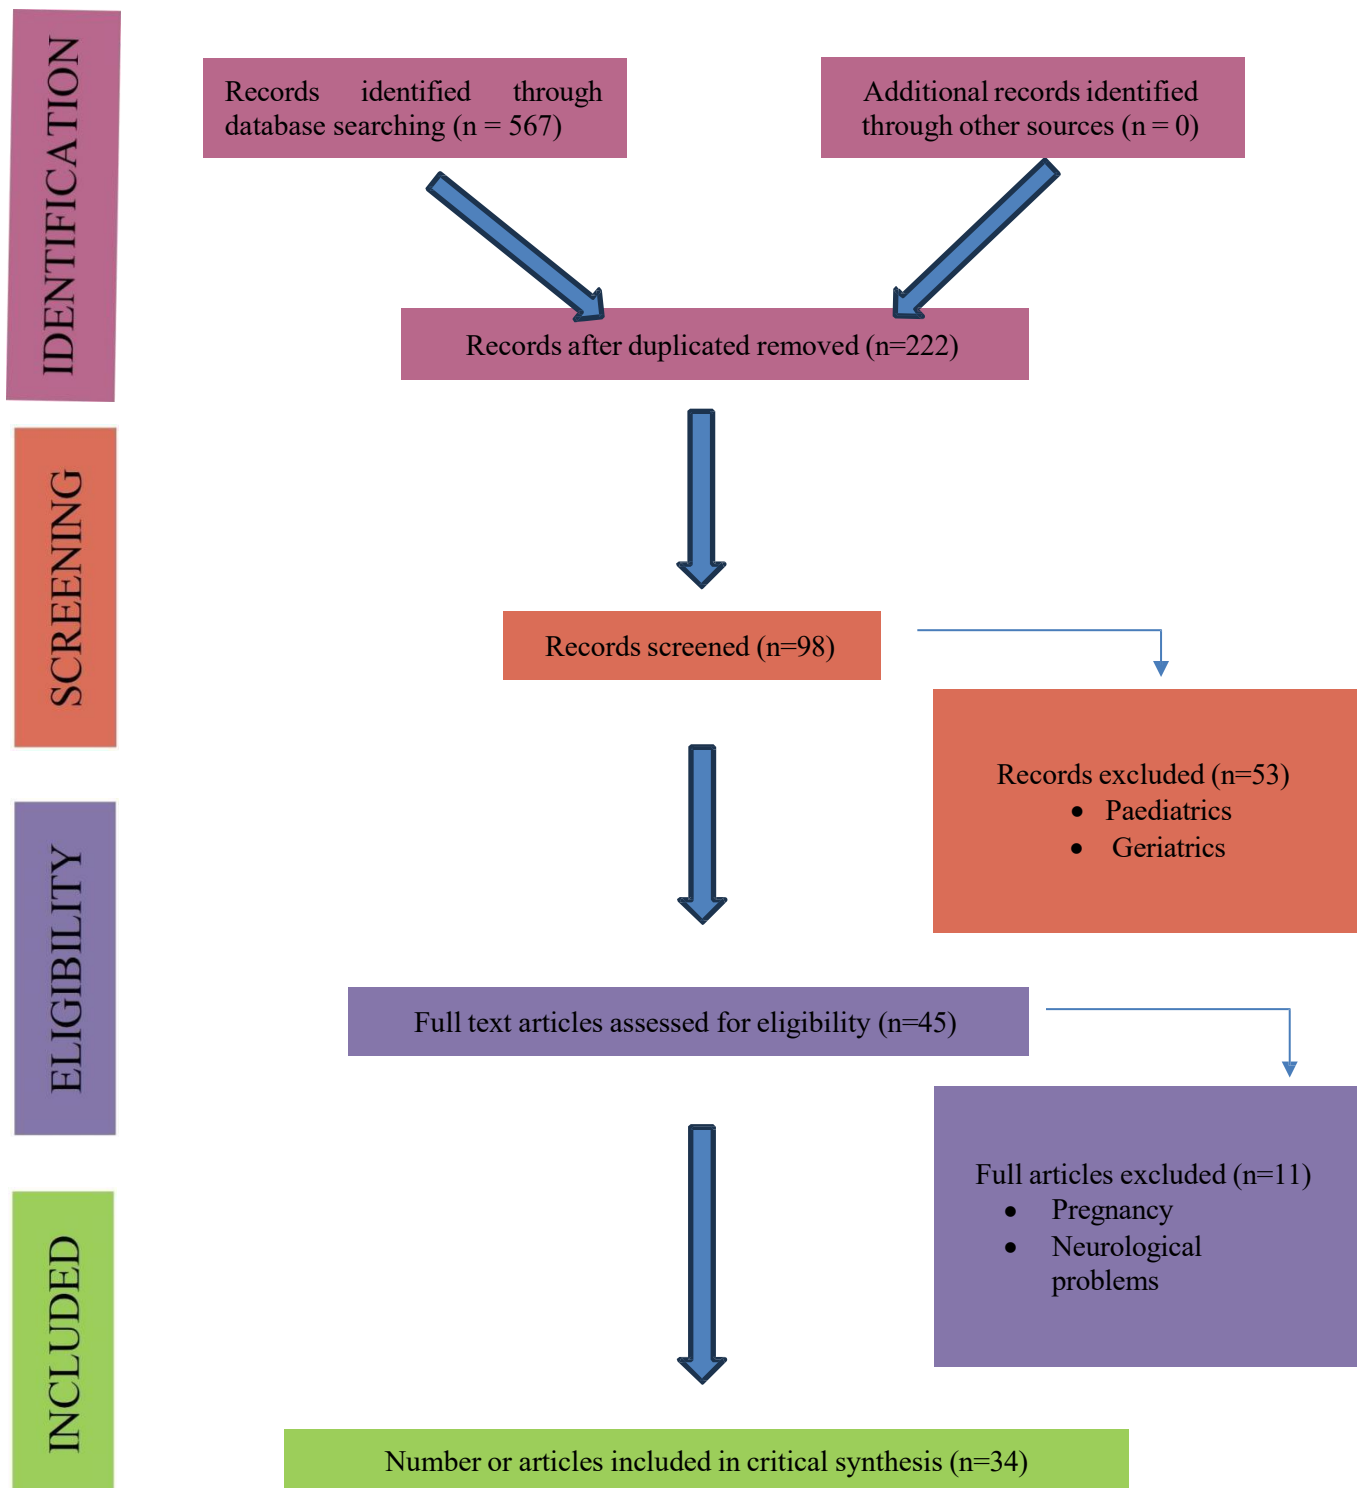 IDENTIFICATION
Records identified through
database searching (n = 567)
Additional records identified
through other sources (n = 0)
Records after duplicated removed (n=222)
SCREENING
Records screened (n=98)
Records excluded (n=53)
• Paediatrics
• Geriatrics
ELIGIBILITY
Full text articles assessed for eligibility (n=45)
Full articles excluded (n=11)
• Pregnancy
• Neurological
problems
INCLUDED
Number or articles included in critical synthesis (n=34)